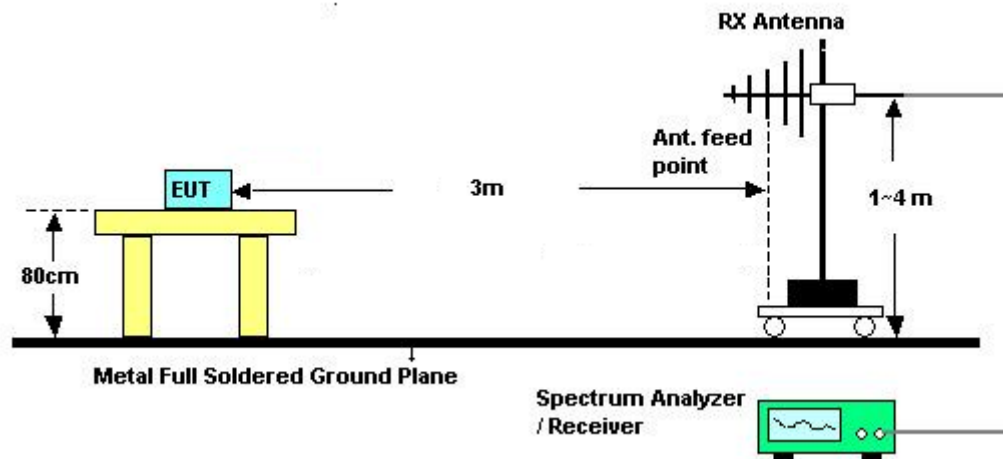 RX Antenna
Ant. feed
point
EUT
3m
1~4 m
80cm
Metal Full Soldered Ground Plane
Spectrum Analyzer
/ Receiver